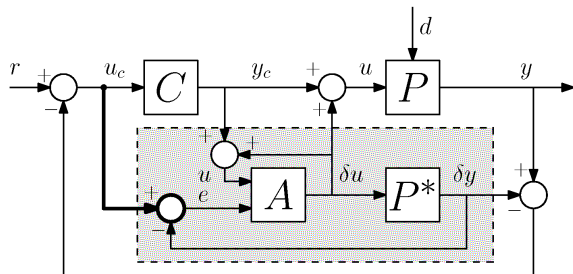 d
r + u_c C y_c + u P y
− +
+ + +
u δu δy
e A P* −
+
−